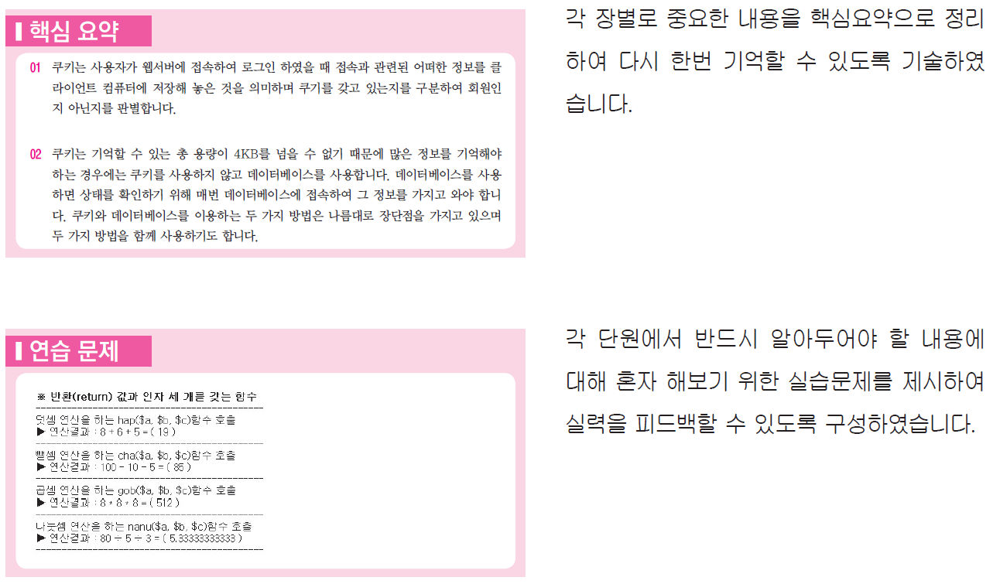 핵심 요약
01 쿠키는 사용자가 웹서버에 접속하여 로그인 하였을 때 접속과 관련된 어떠한 정보를 클
라이언트 컴퓨터에 저장해 놓은 것을 의미하며 쿠기를 갖고 있는지를 구분하여 회원인
지 아닌지를 판별합니다.
02 쿠키는 기억할 수 있는 총 용량이 4KB를 넘을 수 없기 때문에 많은 정보를 기억해야
하는 경우에는 쿠키를 사용하지 않고 데이터베이스를 사용합니다. 데이터베이스를 사용
하면 상태를 확인하기 위해 매번 데이터베이스에 접속하여 그 정보를 가지고 와야 합니
다. 쿠키와 데이터베이스를 이용하는 두 가지 방법은 나름대로 장단점을 가지고 있으며
두 가지 방법을 함께 사용하기도 합니다.
각 장별로 중요한 내용을 핵심요약으로 정리
하여 다시 한번 기억할 수 있도록 기술하였
습니다.
연습 문제
※ 반환(return) 값과 인자 세 개를 갖는 함수
덧셈 연산을 하는 hap($a, $b, $c)함수 호출
▶ 연산결과 : 8 + 6 + 5 = ( 19 )
뺄셈 연산을 하는 cha($a, $b, $c)함수 호출
▶ 연산결과 : 100 - 10 - 5 = ( 85 )
곱셈 연산을 하는 gob($a, $b, $c)함수 호출
▶ 연산결과 : 8 * 8 * 8 = ( 512 )
나눗셈 연산을 하는 nanu($a, $b, $c)함수 호출
▶ 연산결과 : 80 ÷ 5 ÷ 3 = ( 5.33333333333 )
각 단원에서 반드시 알아두어야 할 내용에
대해 혼자 해보기 위한 실습문제를 제시하여
실력을 피드백할 수 있도록 구성하였습니다.